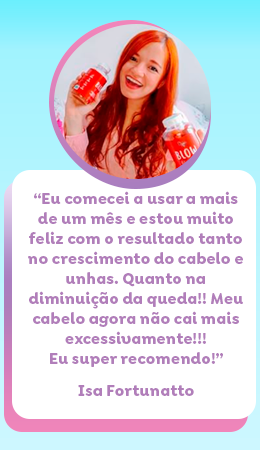 BLOW
“Eu comecei a usar a mais
de um mês e estou muito
feliz com o resultado tanto
no crescimento do cabelo e
unhas. Quanto na
diminuição da queda!! Meu
cabelo agora não cai mais
excessivamente!!!
Eu super recomendo!”
Isa Fortunatto